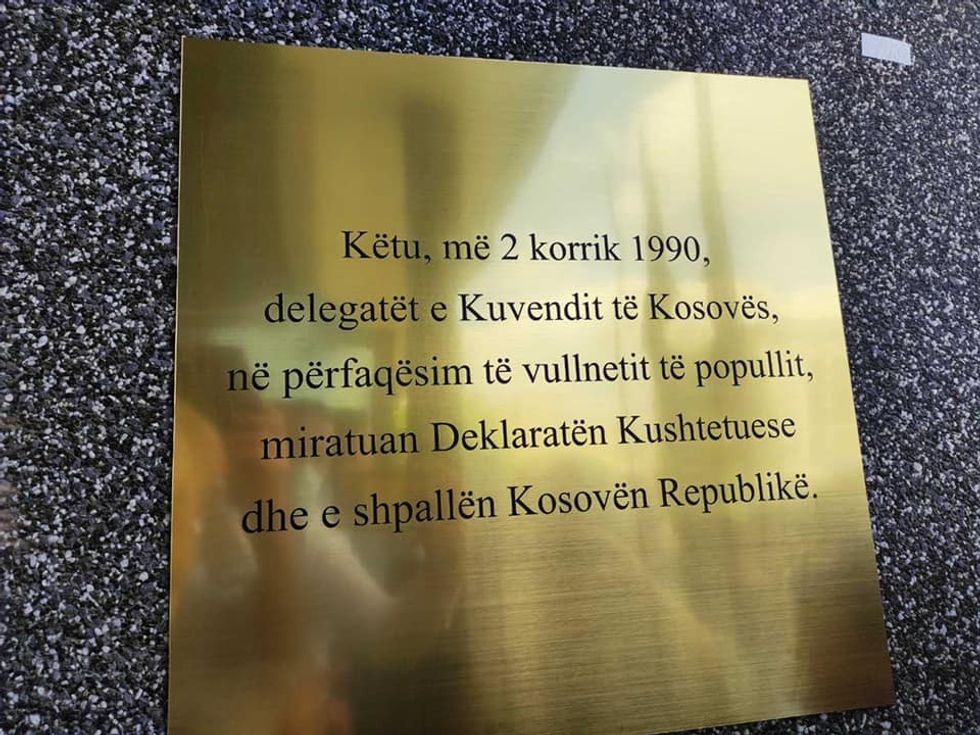 Këtu, më 2 korrik 1990,
delegatët e Kuvendit të Kosovës,
në përfaqësim të vullnetit të popullit,
miratuan Deklaratën Kushtetuese
dhe e shpallën Kosovën Republikë.